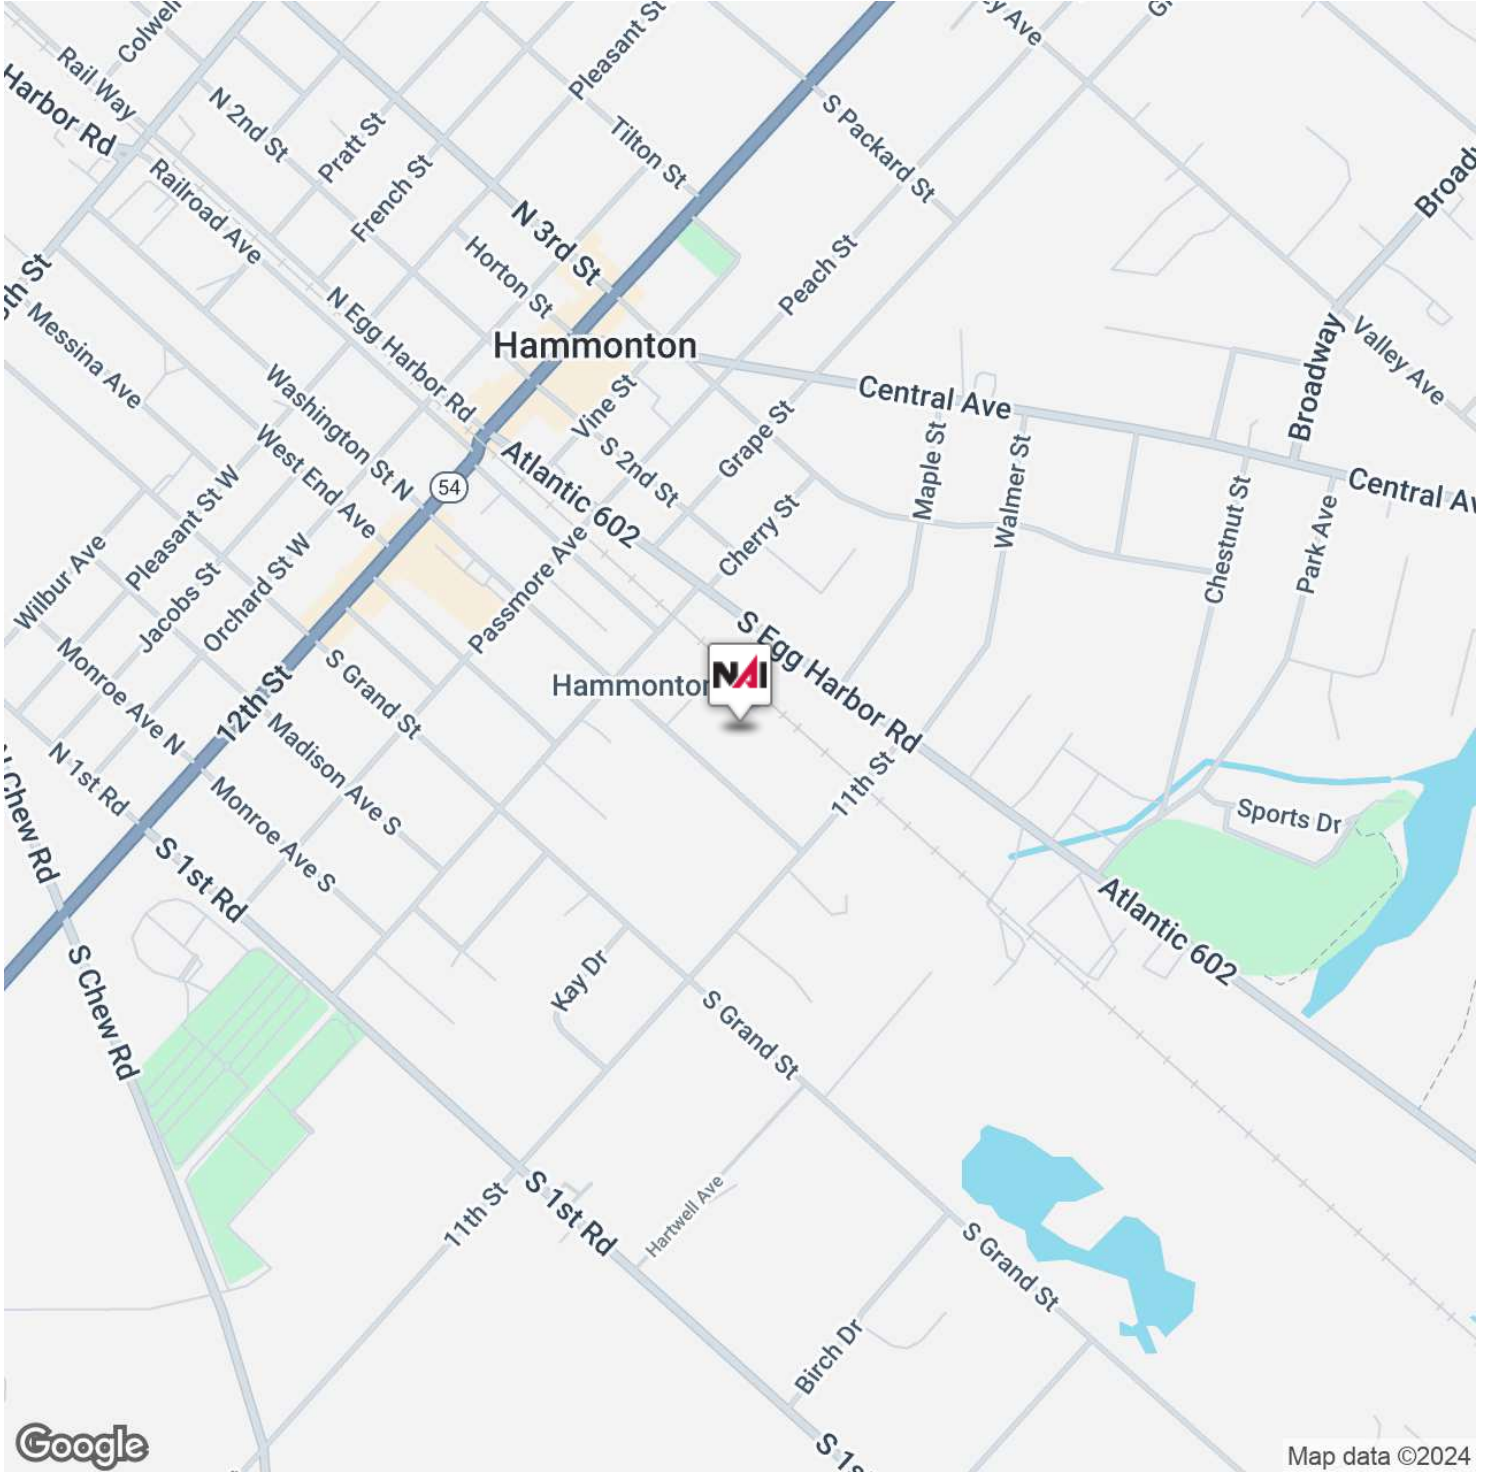 Colwell
Pleasant St
ey Ave
G
Rail Way
Harbor Rd
N 2nd St
Pratt St
Tilton St
S Packard St
Broad
Railroad Ave
French St
N 3rd St
Horton St
Peach St
th St
Messina Ave
N Egg Harbor Rd
Hammonton
Valley Ave
Washington St N
Vine St
Central Ave
Broadway
West End Ave
S 2nd St
Grape St
Maple St
Walmer St
54
Atlantic 602
Central Av
Pleasant St W
Cherry St
Chestnut St
Park Ave
Wilbur Ave
Jacobs St
Orchard St W
Passmore Ave
S Egg Harbor Rd
Monroe Ave N
12th St
S Grand St
Hammonton
NAI
N 1st Rd
Madison Ave S
11th St
Sports Dr
N Chew Rd
Monroe Ave S
S 1st Rd
Atlantic 602
S Chew Rd
Kay Dr
S Grand St
11th St
S 1st Rd
Hartwell Ave
S Grand St
Birch Dr
S 1st
Google
Map data ©2024